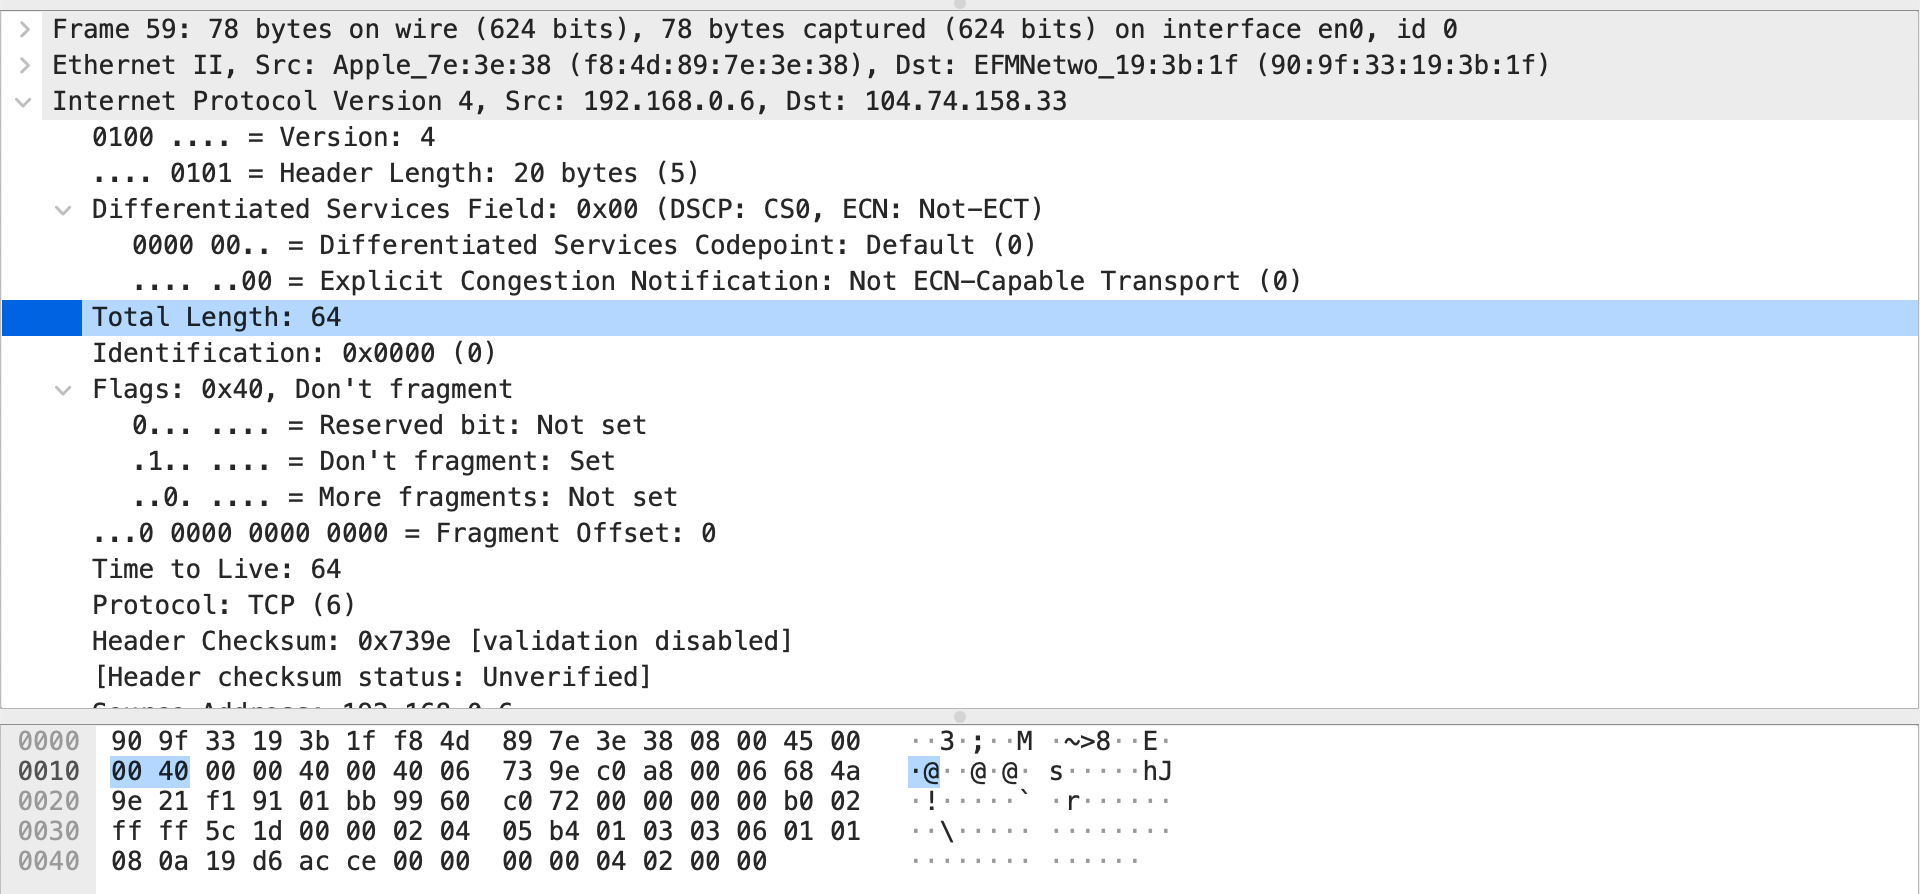 Frame 59: 78 bytes on wire (624 bits), 78 bytes captured (624 bits) on interface en0, id 0
Ethernet II, Src: Apple_7e:3e:38 (f8:4d:89:7e:3e:38), Dst: EFMNetwo_19:3b:1f (90:9f:33:19:3b:1f)
Internet Protocol Version 4, Src: 192.168.0.6, Dst: 104.74.158.33
0100 .... = Version: 4
.... 0101 = Header Length: 20 bytes (5)
Differentiated Services Field: 0x00 (DSCP: CS0, ECN: Not-ECT)
0000 00.. = Differentiated Services Codepoint: Default (0)
.... ..00 = Explicit Congestion Notification: Not ECN-Capable Transport (0)
Total Length: 64
Identification: 0x0000 (0)
Flags: 0x40, Don't fragment
0... .... = Reserved bit: Not set
.1.. .... = Don't fragment: Set
..0. .... = More fragments: Not set
...0 0000 0000 0000 = Fragment Offset: 0
Time to Live: 64
Protocol: TCP (6)
Header Checksum: 0x739e [validation disabled]
[Header checksum status: Unverified]
Source Address: 192.168.0.6
0000 90 9f 33 19 3b 1f f8 4d 89 7e 3e 38 08 00 45 00 ··3·;··M ·~>8··E·
0010 00 40 00 00 40 00 40 06 73 9e c0 a8 00 06 68 4a ·@··@·@· s·····hJ
0020 9e 21 f1 91 01 bb 99 60 c0 72 00 00 00 00 b0 02 ·!·····` ·r······
0030 ff ff 5c 1d 00 00 02 04 05 b4 01 03 03 06 01 01 ··\····· ········
0040 08 0a 19 d6 ac ce 00 00 00 00 04 02 00 00 ········ ······